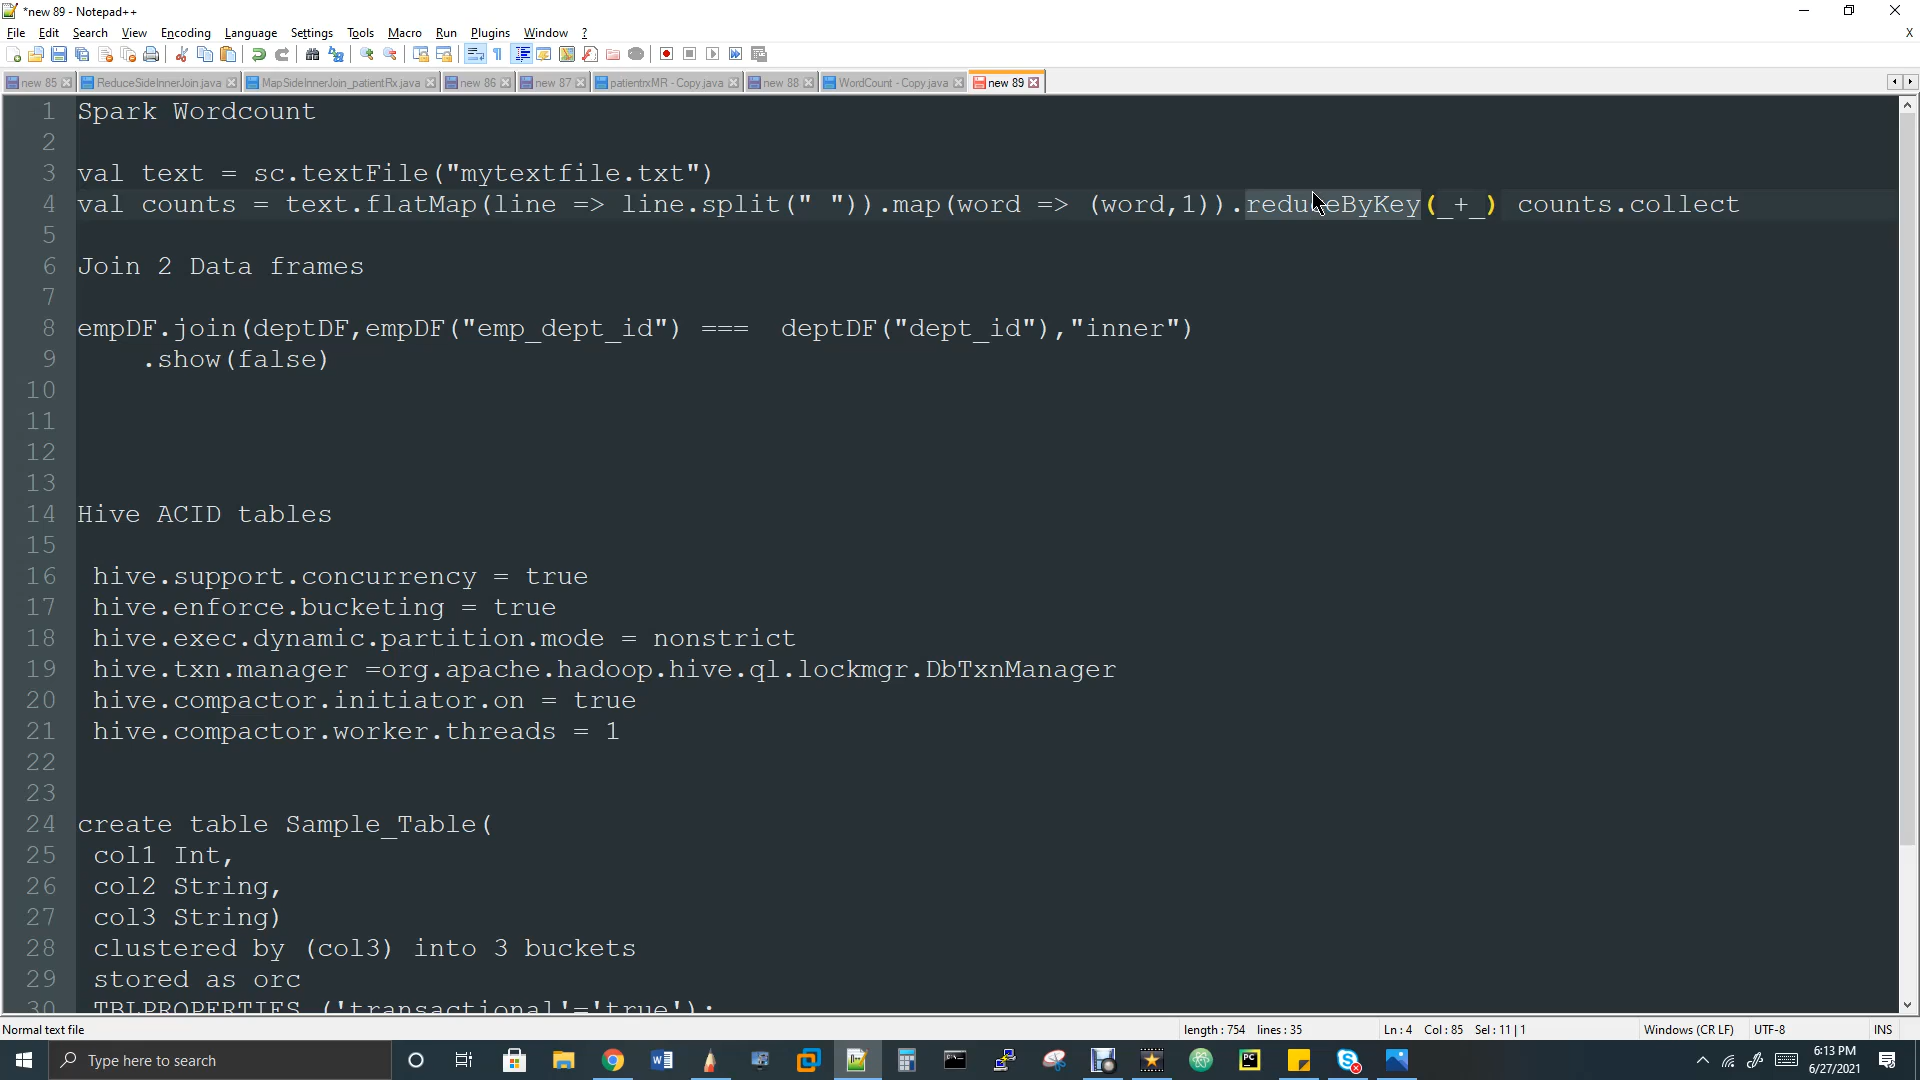 *new 89 - Notepad++
File Edit Search View Encoding Language Settings Tools Macro Run Plugins Window ? X
new 85 ReduceSideInnerJoin.java MapSideInnerJoin_patientRx.java new 86 new 87 patientrxMR - Copy.java new 88 WordCount - Copy.java new 89
1 Spark Wordcount
2
3 val text = sc.textFile("mytextfile.txt")
4 val counts = text.flatMap(line => line.split(" ")).map(word => (word,1)).reduceByKey(_+_) counts.collect
5
6 Join 2 Data frames
7
8 empDF.join(deptDF,empDF("emp_dept_id") === deptDF("dept_id"),"inner")
9 .show(false)
10
11
12
13
14 Hive ACID tables
15
16 hive.support.concurrency = true
17 hive.enforce.bucketing = true
18 hive.exec.dynamic.partition.mode = nonstrict
19 hive.txn.manager =org.apache.hadoop.hive.ql.lockmgr.DbTxnManager
20 hive.compactor.initiator.on = true
21 hive.compactor.worker.threads = 1
22
23
24 create table Sample_Table(
25 col1 Int,
26 col2 String,
27 col3 String)
28 clustered by (col3) into 3 buckets
29 stored as orc
30 TBLPROPERTIES ('transactional'='true');
Normal text file length : 754 lines : 35 Ln : 4 Col : 85 Sel : 11 | 1 Windows (CR LF) UTF-8 INS
Type here to search 6:13 PM
6/27/2021